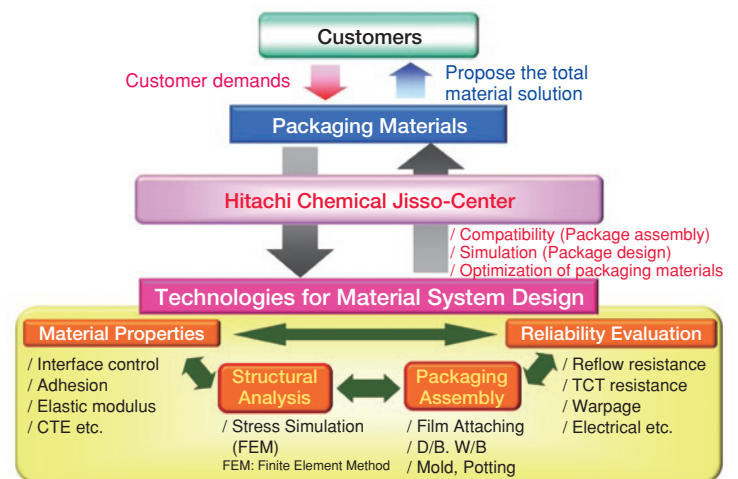 Customers
Customer demands
Propose the total
material solution
Packaging Materials
Hitachi Chemical Jisso-Center
/ Compatibility (Package assembly)
/ Simulation (Package design)
/ Optimization of packaging materials
Technologies for Material System Design
Material Properties
Reliability Evaluation
/ Interface control
/ Adhesion
/ Elastic modulus
/ CTE etc.
Structural
Analysis
/ Stress Simulation
(FEM)
FEM: Finite Element Method
Packaging
Assembly
/ Film Attaching
/ D/B. W/B
/ Mold, Potting
/ Reflow resistance
/ TCT resistance
/ Warpage
/ Electrical etc.